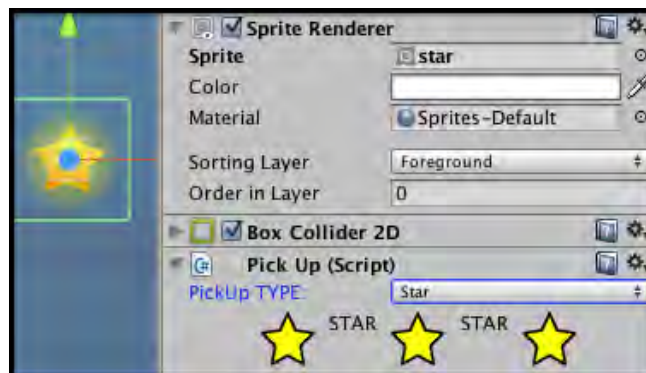 Sprite Renderer
Sprite star
Color
Material Sprites-Default
Sorting Layer Foreground
Order in Layer 0
Box Collider 2D
C# Pick Up (Script)
PickUp TYPE: Star
STAR STAR